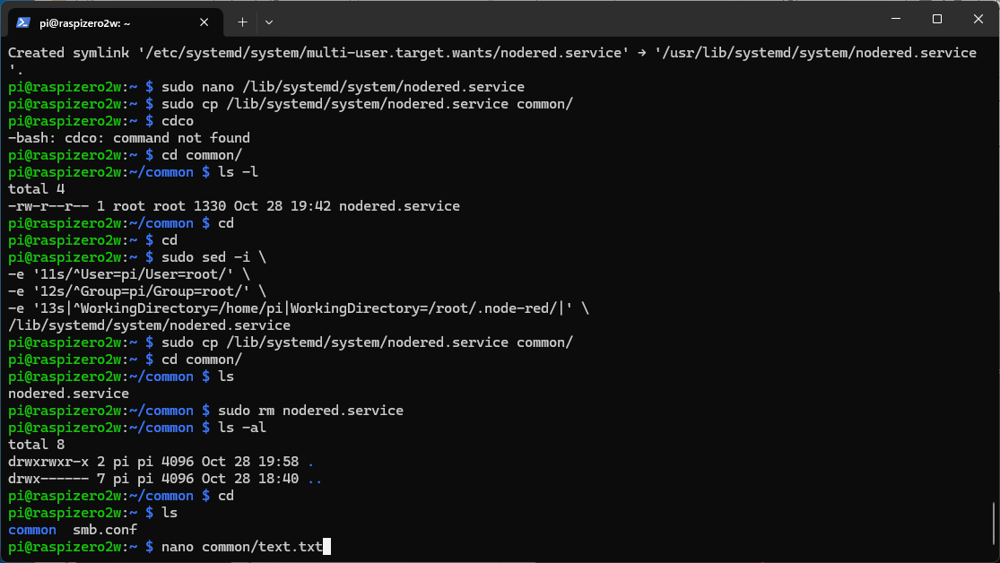 pi@raspizero2w: ~
Created symlink '/etc/systemd/system/multi-user.target.wants/nodered.service' → '/usr/lib/systemd/system/nodered.service
'.
pi@raspizero2w:~ $ sudo nano /lib/systemd/system/nodered.service
pi@raspizero2w:~ $ sudo cp /lib/systemd/system/nodered.service common/
pi@raspizero2w:~ $ cdco
-bash: cdco: command not found
pi@raspizero2w:~ $ cd common/
pi@raspizero2w:~/common $ ls -l
total 4
-rw-r--r-- 1 root root 1330 Oct 28 19:42 nodered.service
pi@raspizero2w:~/common $ cd
pi@raspizero2w:~ $ cd
pi@raspizero2w:~ $ sudo sed -i \
-e '11s/^User=pi/User=root/' \
-e '12s/^Group=pi/Group=root/' \
-e '13s|^WorkingDirectory=/home/pi|WorkingDirectory=/root/.node-red/|' \
/lib/systemd/system/nodered.service
pi@raspizero2w:~ $ sudo cp /lib/systemd/system/nodered.service common/
pi@raspizero2w:~ $ cd common/
pi@raspizero2w:~/common $ ls
nodered.service
pi@raspizero2w:~/common $ sudo rm nodered.service
pi@raspizero2w:~/common $ ls -al
total 8
drwxrwxr-x 2 pi pi 4096 Oct 28 19:58 .
drwx------ 7 pi pi 4096 Oct 28 18:40 ..
pi@raspizero2w:~/common $ cd
pi@raspizero2w:~ $ ls
common  smb.conf
pi@raspizero2w:~ $ nano common/text.txt